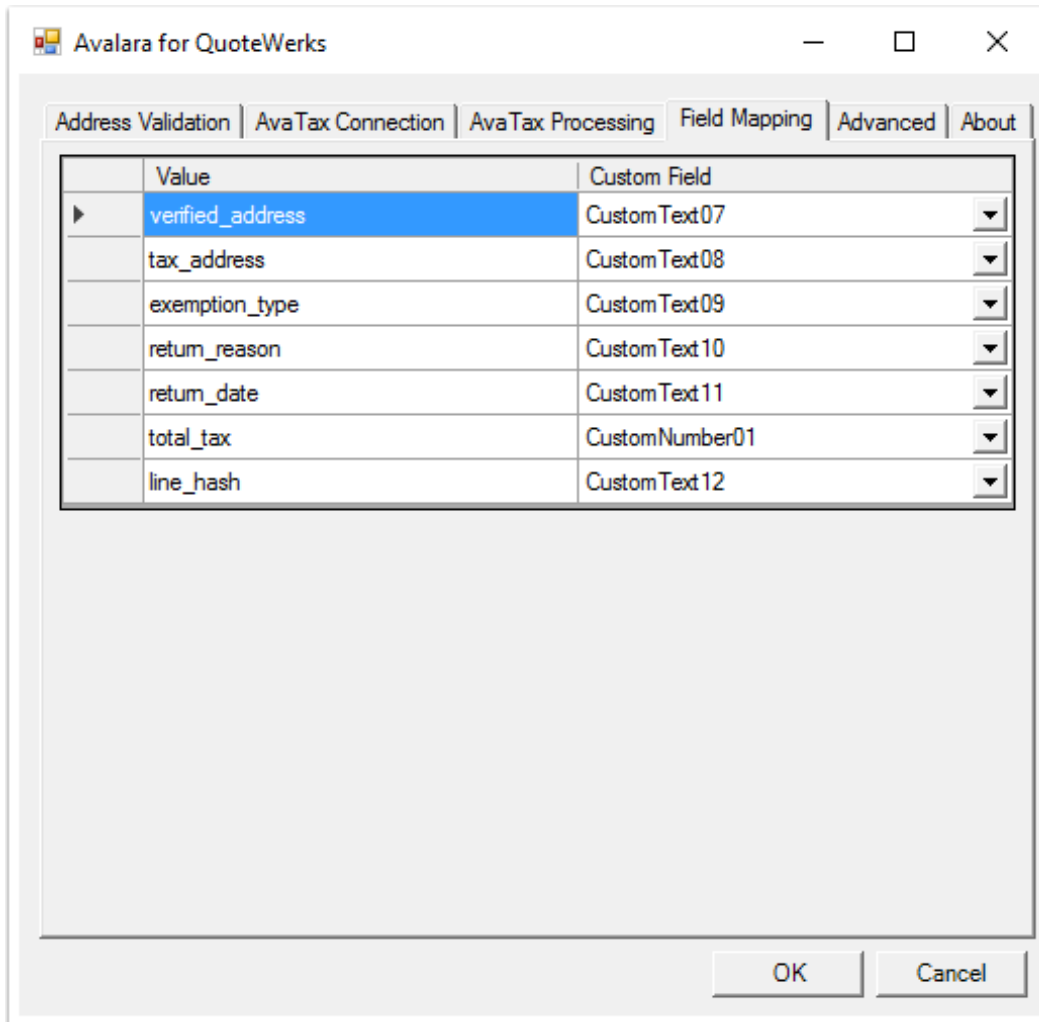 Avalara for QuoteWerks
Address Validation AvaTax Connection AvaTax Processing Field Mapping Advanced About
Value Custom Field
verified_address CustomText07
tax_address CustomText08
exemption_type CustomText09
return_reason CustomText10
return_date CustomText11
total_tax CustomNumber01
line_hash CustomText12
OK Cancel